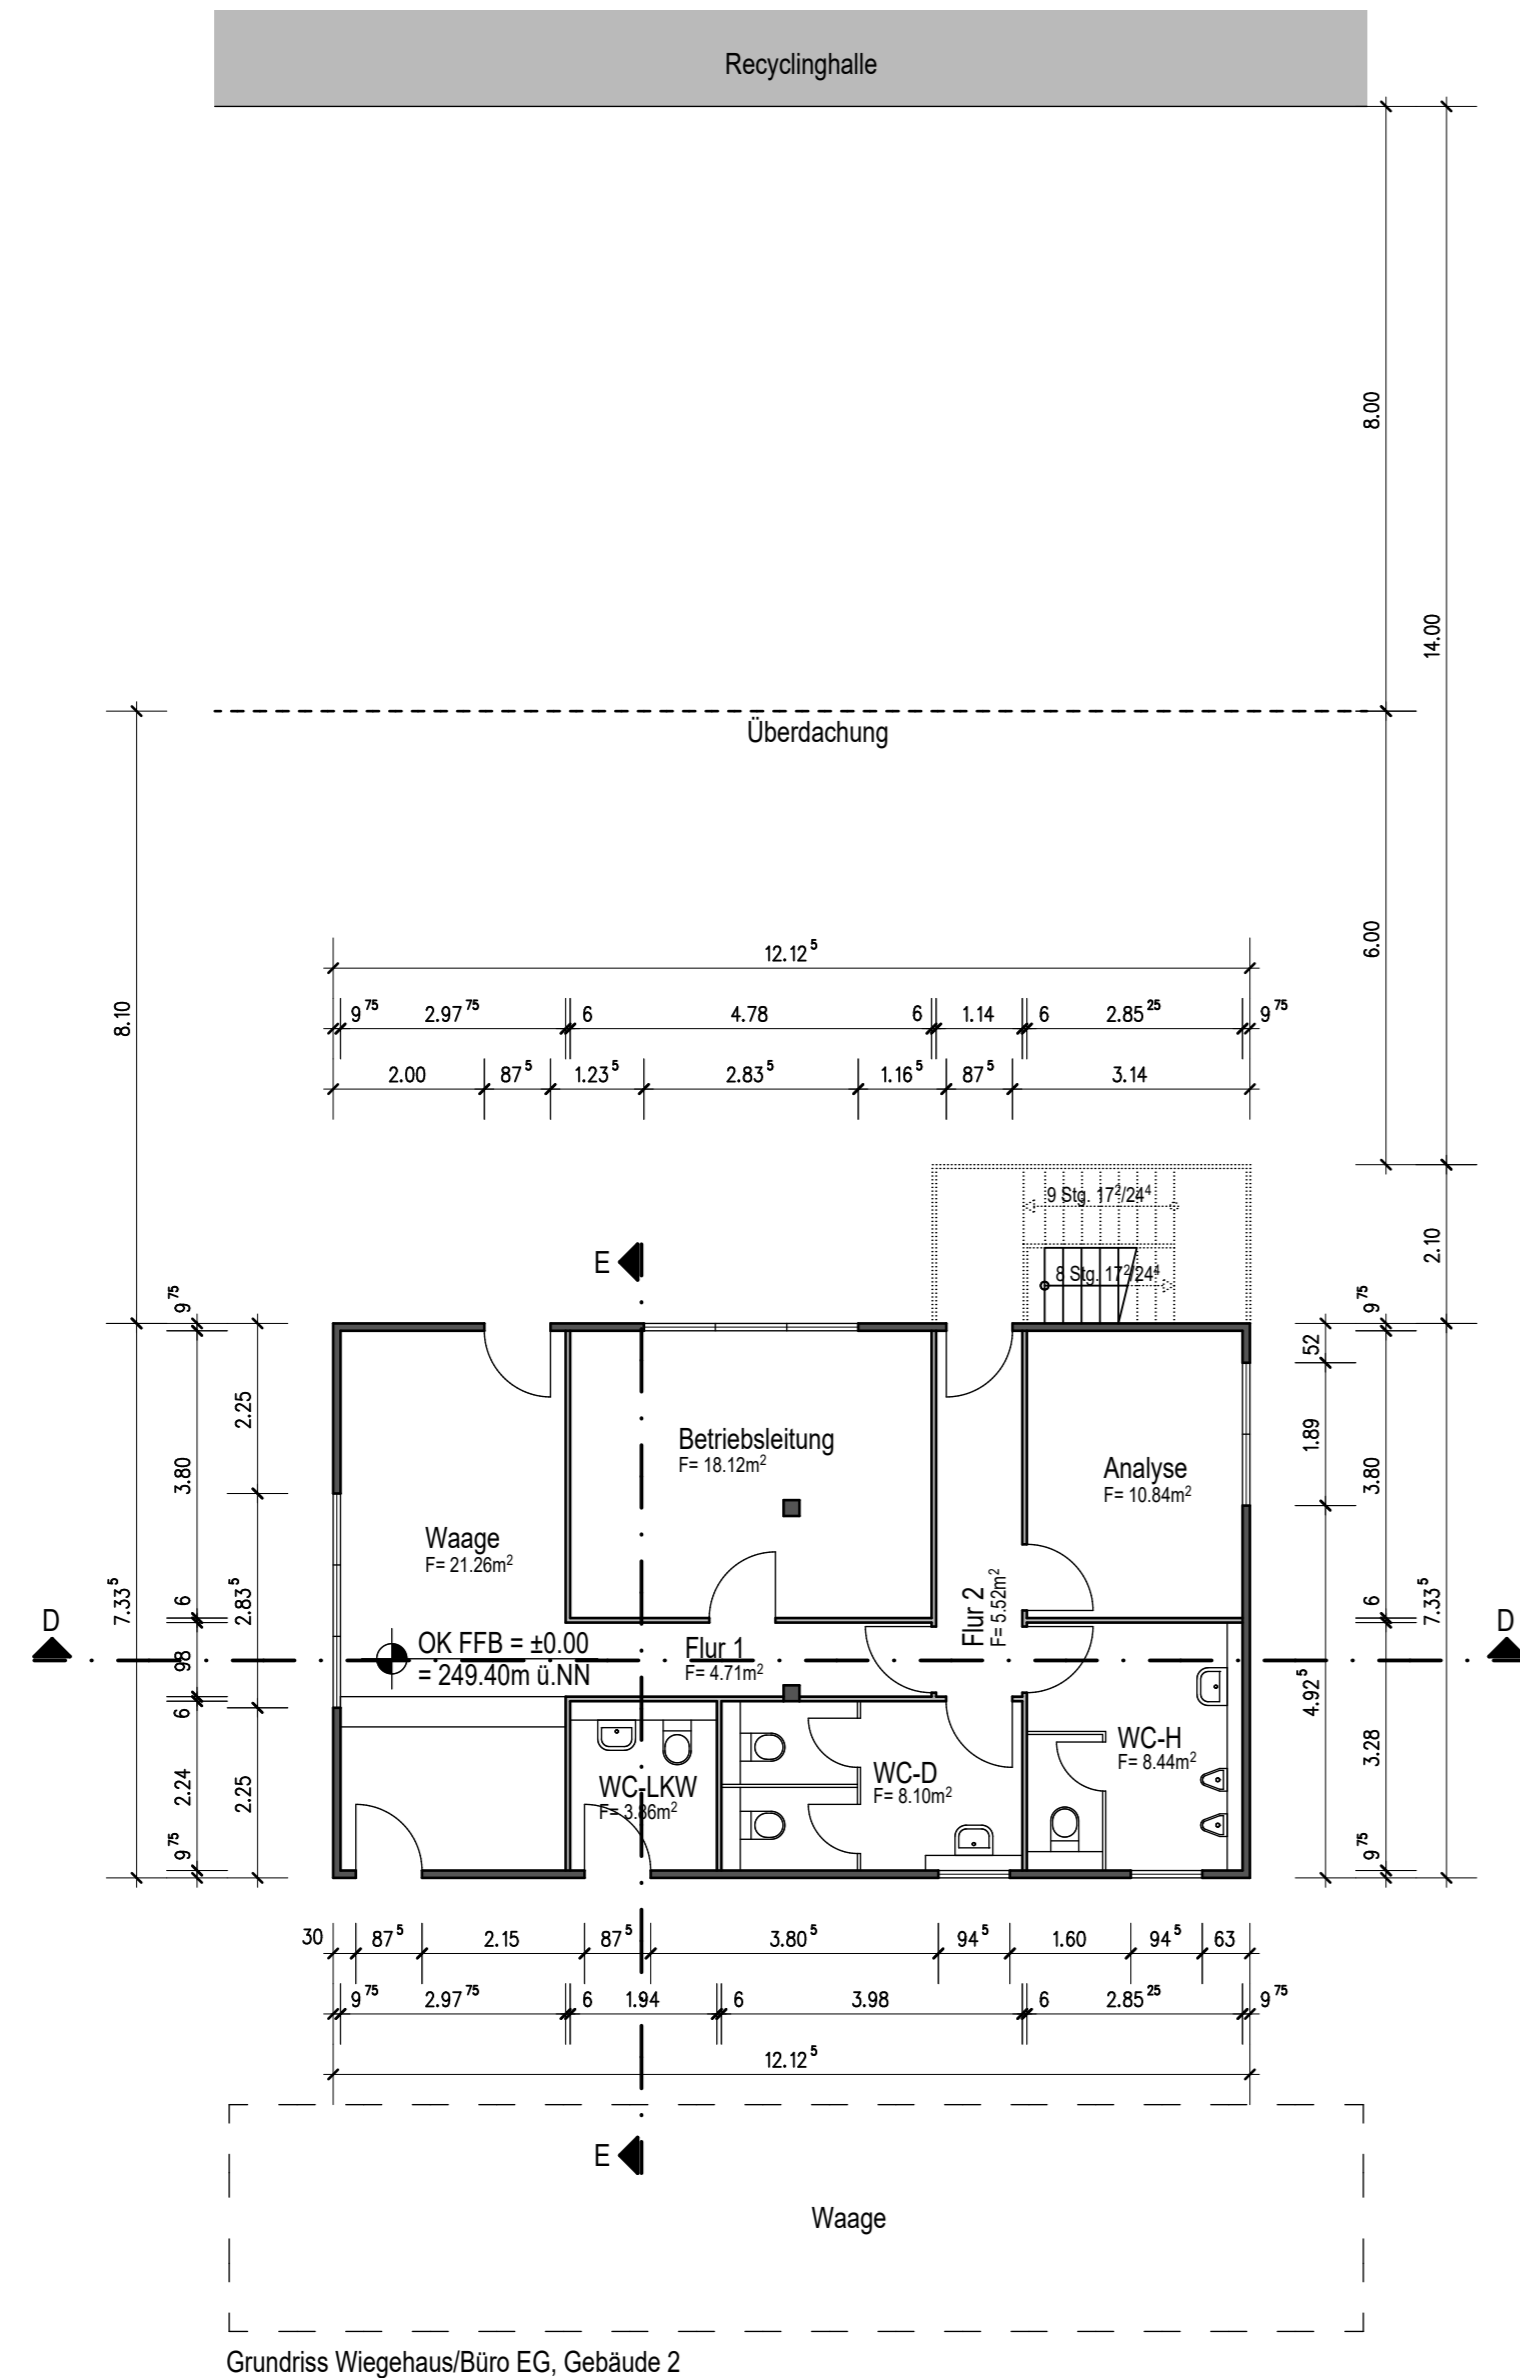 Recyclinghalle
8.00
14.00
Überdachung
6.00
8.10
12.12⁵
9⁷⁵ 2.97⁷⁵ 6 4.78 6 1.14 6 2.85²⁵ 9⁷⁵
2.00 87⁵ 1.23⁵ 2.83⁵ 1.16⁵ 87⁵ 3.14
9 Stg. 17²/24⁴
8 Stg. 17²/24⁴
2.10
E
9⁷⁵
3.80
6
98
6
2.24
9⁷⁵
2.25
2.83⁵
2.25
7.33⁵
9⁷⁵
52
1.89
4.92⁵
3.80
6
3.28
9⁷⁵
7.33⁵
Betriebsleitung
F= 18.12m²
Analyse
F= 10.84m²
Waage
F= 21.26m²
Flur 2
F= 5.52m²
D
D
OK FFB = ±0.00
= 249.40m ü.NN
Flur 1
F= 4.71m²
WC-H
F= 8.44m²
WC-D
F= 8.10m²
WC-LKW
F= 3.86m²
30 87⁵ 2.15 87⁵ 3.80⁵ 94⁵ 1.60 94⁵ 63
9⁷⁵ 2.97⁷⁵ 6 1.94 6 3.98 6 2.85²⁵ 9⁷⁵
12.12⁵
E
Waage
Grundriss Wiegehaus/Büro EG, Gebäude 2